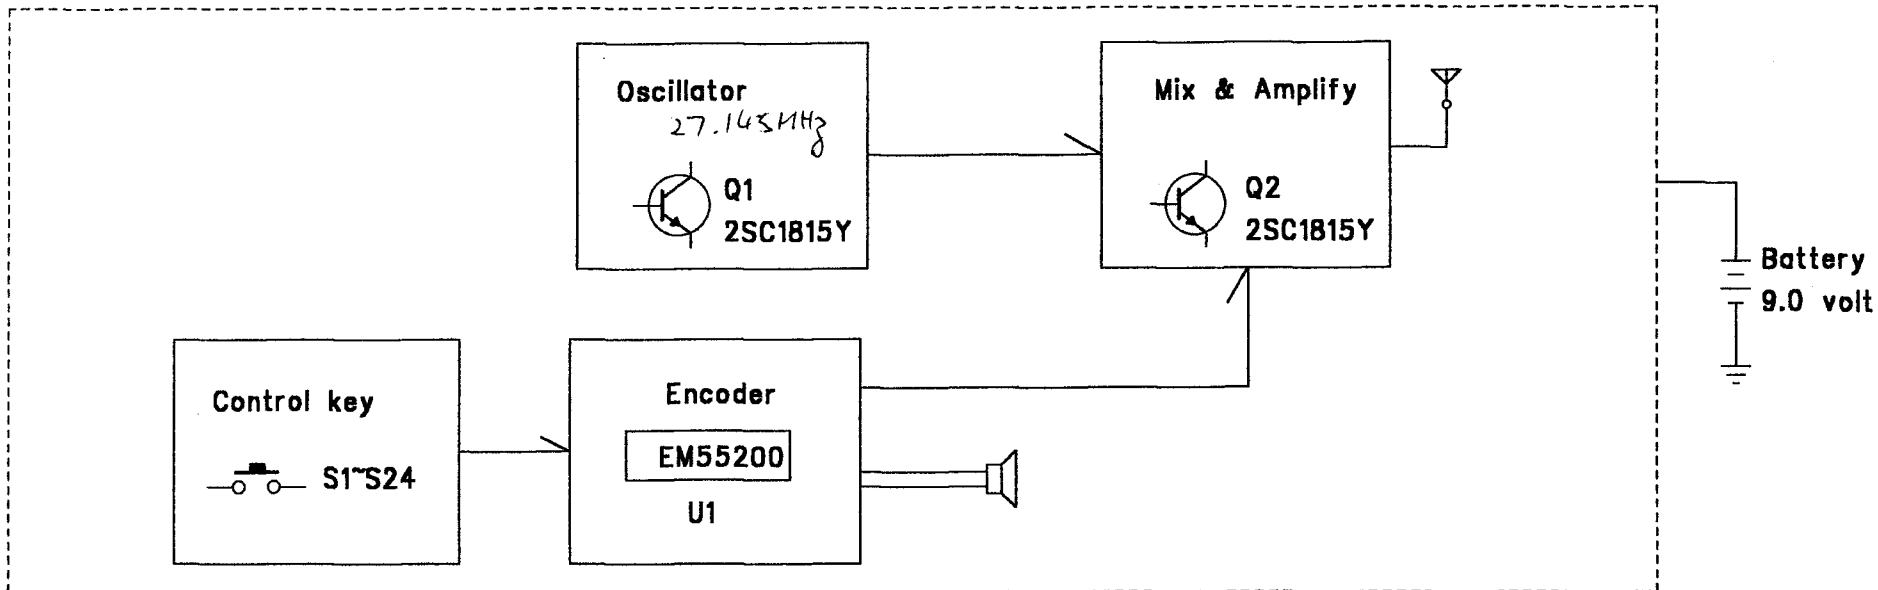 Oscillator
27.145MHz
Q1
2SC1815Y
Mix & Amplify
Q2
2SC1815Y
Battery
9.0 volt
Control key
S1~S24
Encoder
EM55200
U1